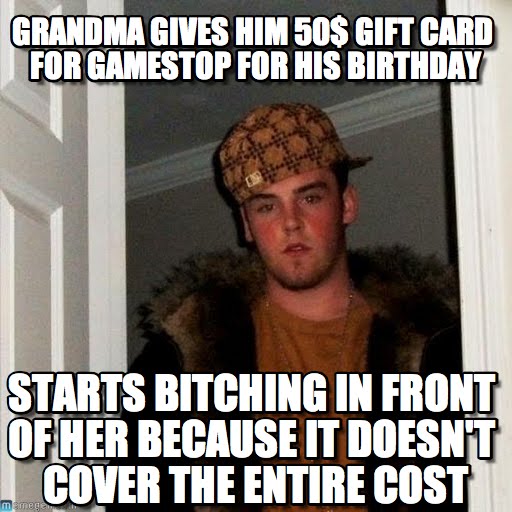 GRANDMA GIVES HIM 50$ GIFT CARD
FOR GAMESTOP FOR HIS BIRTHDAY
STARTS BITCHING IN FRONT
OF HER BECAUSE IT DOESN'T
COVER THE ENTIRE COST